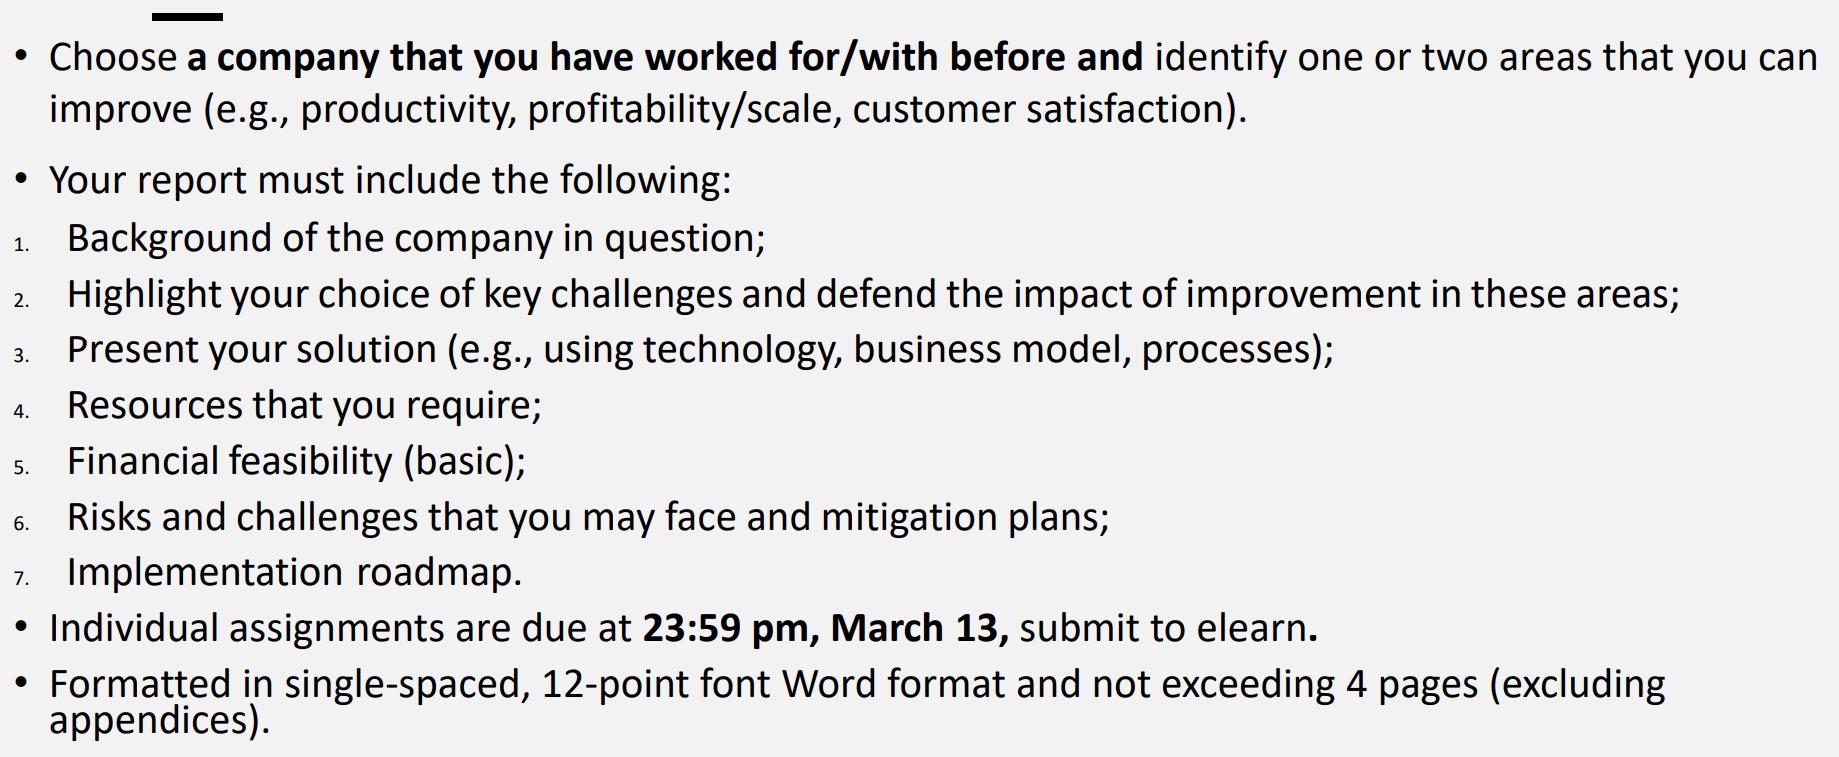 • Choose a company that you have worked for/with before and identify one or two areas that you can
improve (e.g., productivity, profitability/scale, customer satisfaction).
• Your report must include the following:
1. Background of the company in question;
2. Highlight your choice of key challenges and defend the impact of improvement in these areas;
3. Present your solution (e.g., using technology, business model, processes);
4. Resources that you require;
5. Financial feasibility (basic);
6. Risks and challenges that you may face and mitigation plans;
7. Implementation roadmap.
• Individual assignments are due at 23:59 pm, March 13, submit to elearn.
• Formatted in single-spaced, 12-point font Word format and not exceeding 4 pages (excluding
appendices).